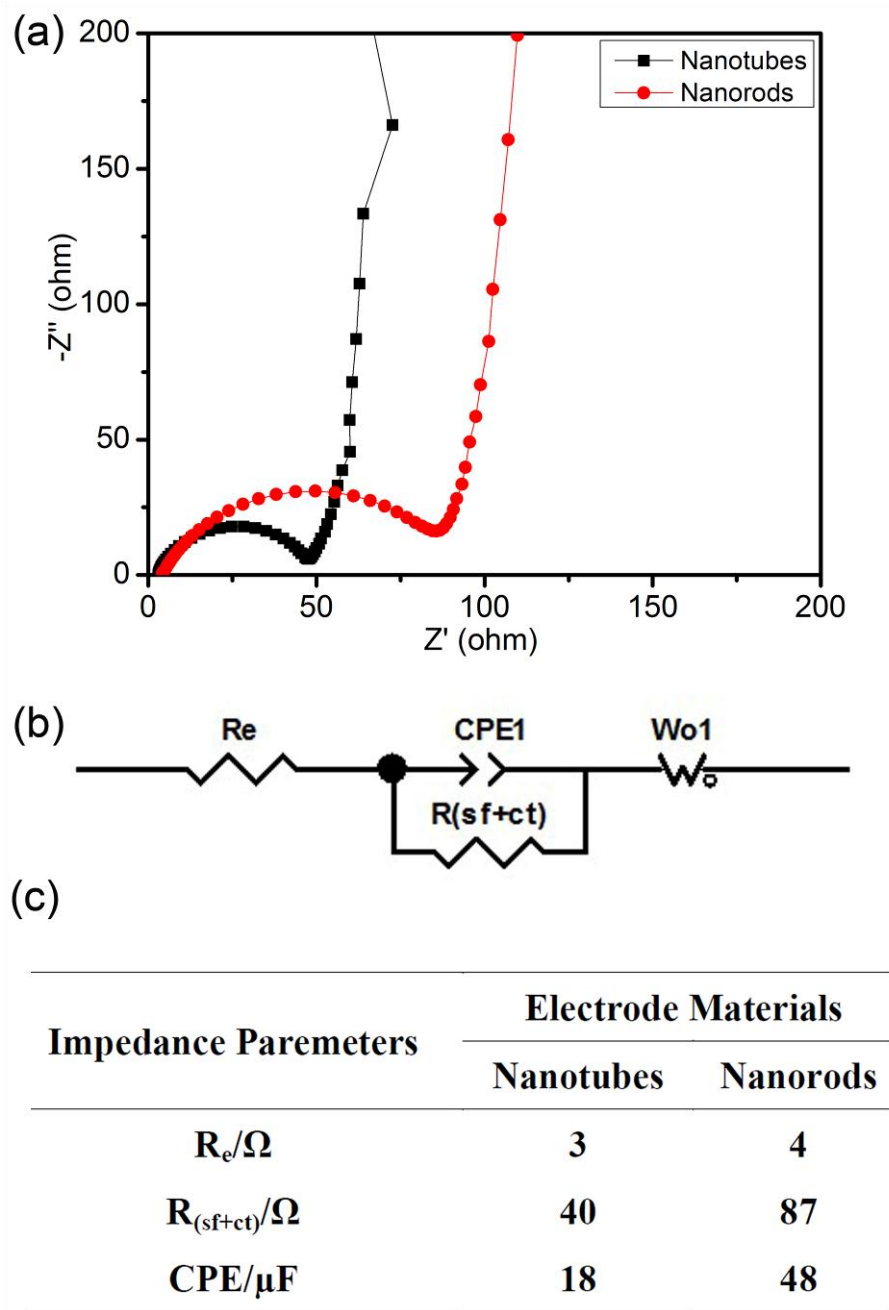 (a)
200
150
100
50
0
-Z" (ohm)
Nanotubes
Nanorods
0 50 100 150 200
Z' (ohm)
(b)
Re CPE1 Wo1
R(sf+ct)
(c)
Impedance Paremeters Electrode Materials
Nanotubes Nanorods
Re/Ω 3 4
R(sf+ct)/Ω 40 87
CPE/µF 18 48